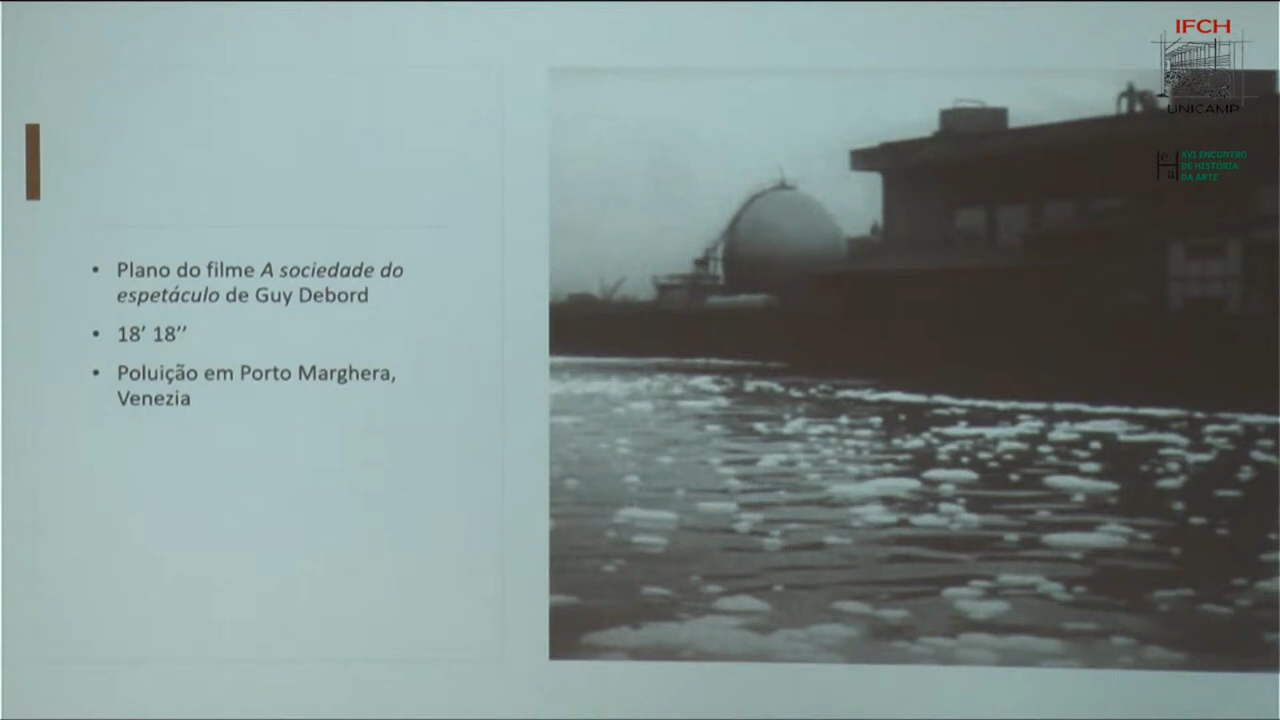 IFCH
UNICAMP
e
H
a
XVI ENCONTRO
DE HISTÓRIA
DA ARTE
• Plano do filme A sociedade do
espetáculo de Guy Debord
• 18’ 18’’
• Poluição em Porto Marghera,
Venezia